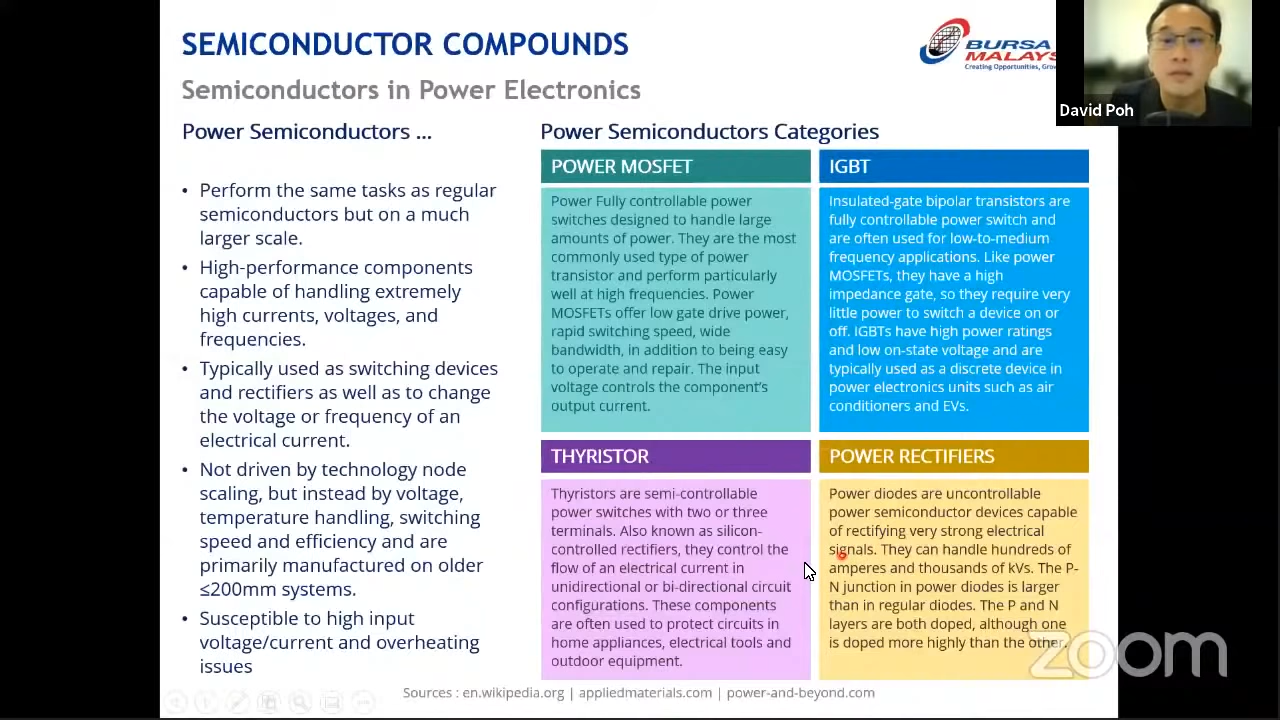 SEMICONDUCTOR COMPOUNDS
Semiconductors in Power Electronics
BURSA
MALAYS
Creating Opportunities, Grow
David Poh
Power Semiconductors ...
• Perform the same tasks as regular
semiconductors but on a much
larger scale.
• High-performance components
capable of handling extremely
high currents, voltages, and
frequencies.
• Typically used as switching devices
and rectifiers as well as to change
the voltage or frequency of an
electrical current.
• Not driven by technology node
scaling, but instead by voltage,
temperature handling, switching
speed and efficiency and are
primarily manufactured on older
≤200mm systems.
• Susceptible to high input
voltage/current and overheating
issues
Power Semiconductors Categories
POWER MOSFET
Power Fully controllable power
switches designed to handle large
amounts of power. They are the most
commonly used type of power
transistor and perform particularly
well at high frequencies. Power
MOSFETs offer low gate drive power,
rapid switching speed, wide
bandwidth, in addition to being easy
to operate and repair. The input
voltage controls the component's
output current.
IGBT
Insulated-gate bipolar transistors are
fully controllable power switch and
are often used for low-to-medium
frequency applications. Like power
MOSFETs, they have a high
impedance gate, so they require very
little power to switch a device on or
off. IGBTs have high power ratings
and low on-state voltage and are
typically used as a discrete device in
power electronics units such as air
conditioners and EVs.
THYRISTOR
Thyristors are semi-controllable
power switches with two or three
terminals. Also known as silicon-
controlled rectifiers, they control the
flow of an electrical current in
unidirectional or bi-directional circuit
configurations. These components
are often used to protect circuits in
home appliances, electrical tools and
outdoor equipment.
POWER RECTIFIERS
Power diodes are uncontrollable
power semiconductor devices capable
of rectifying very strong electrical
signals. They can handle hundreds of
amperes and thousands of kVs. The P-
N junction in power diodes is larger
than in regular diodes. The P and N
layers are both doped, although one
is doped more highly than the other.
zoom
Sources : en.wikipedia.org | appliedmaterials.com | power-and-beyond.com